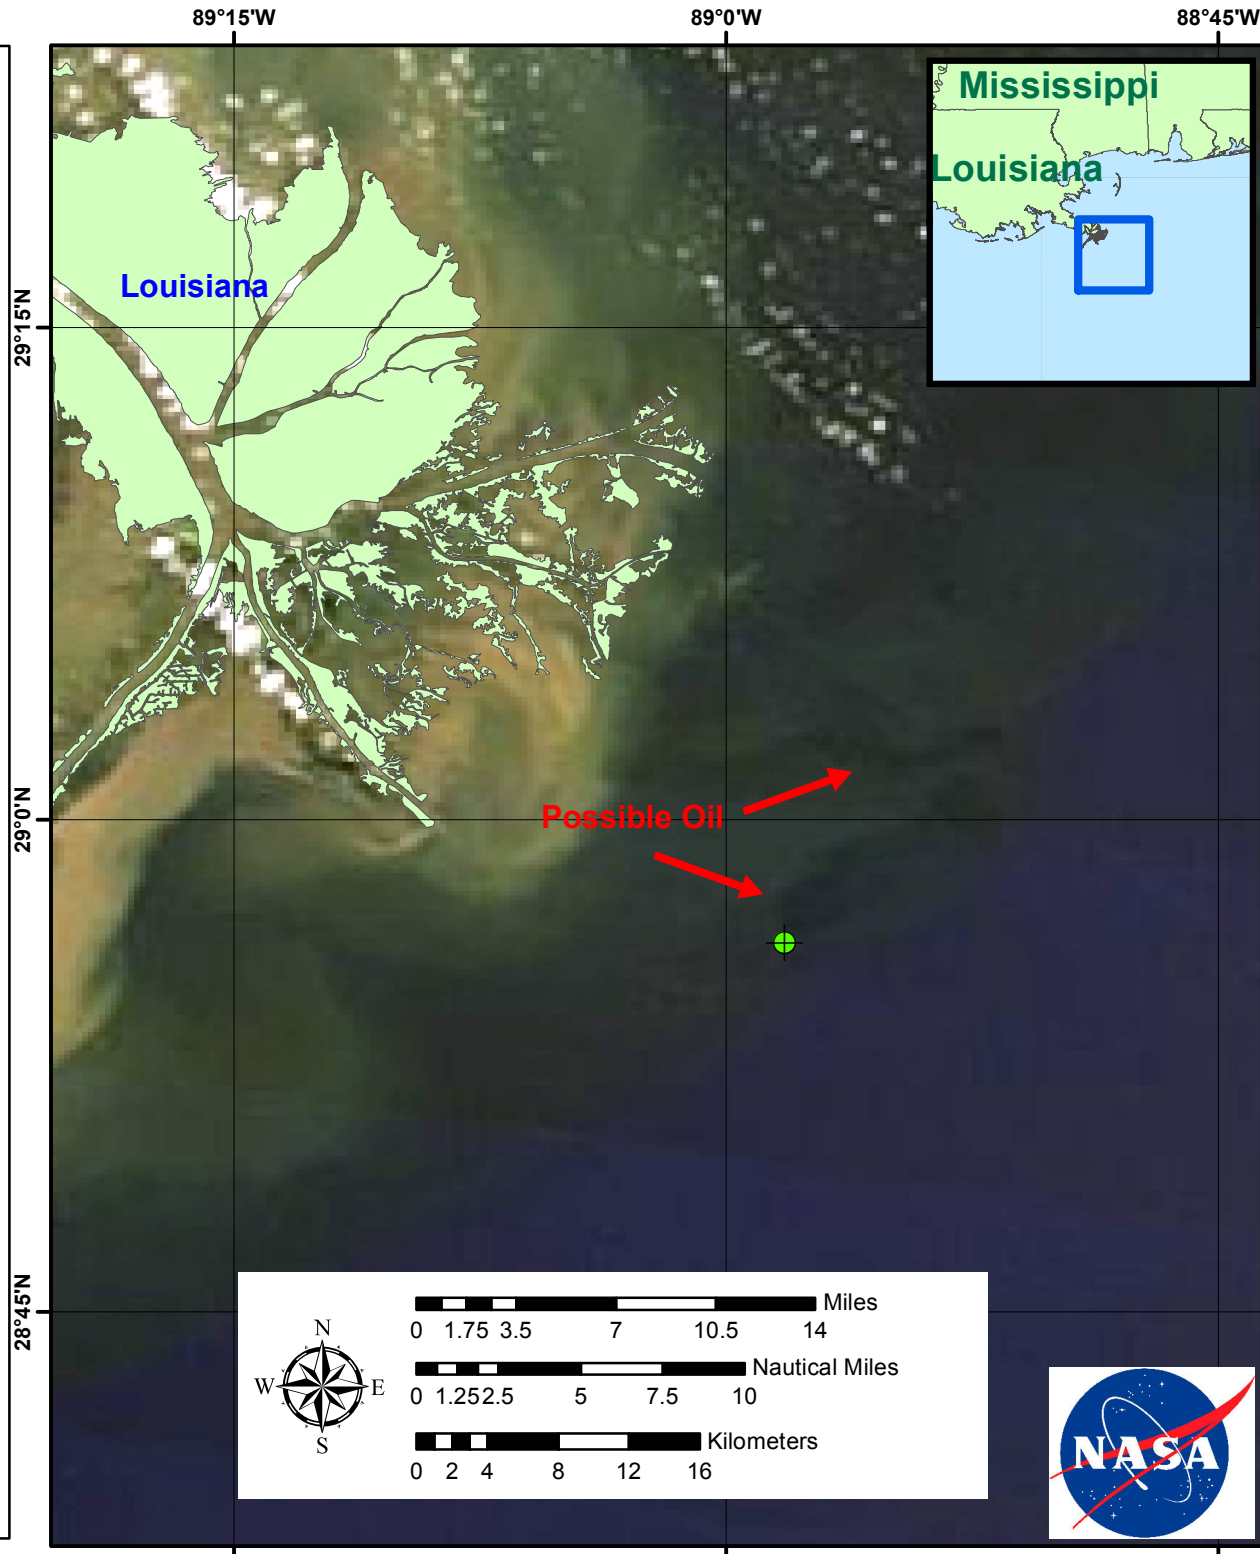 89°15'W
89°0'W
88°45'W
Mississippi
Louisiana
Louisiana
29°15'N
Possible Oil
29°0'N
28°45'N
Miles
0 1.75 3.5 7 10.5 14
Nautical Miles
0 1.25 2.5 5 7.5 10
Kilometers
0 2 4 8 12 16
N
W
E
S
NASA